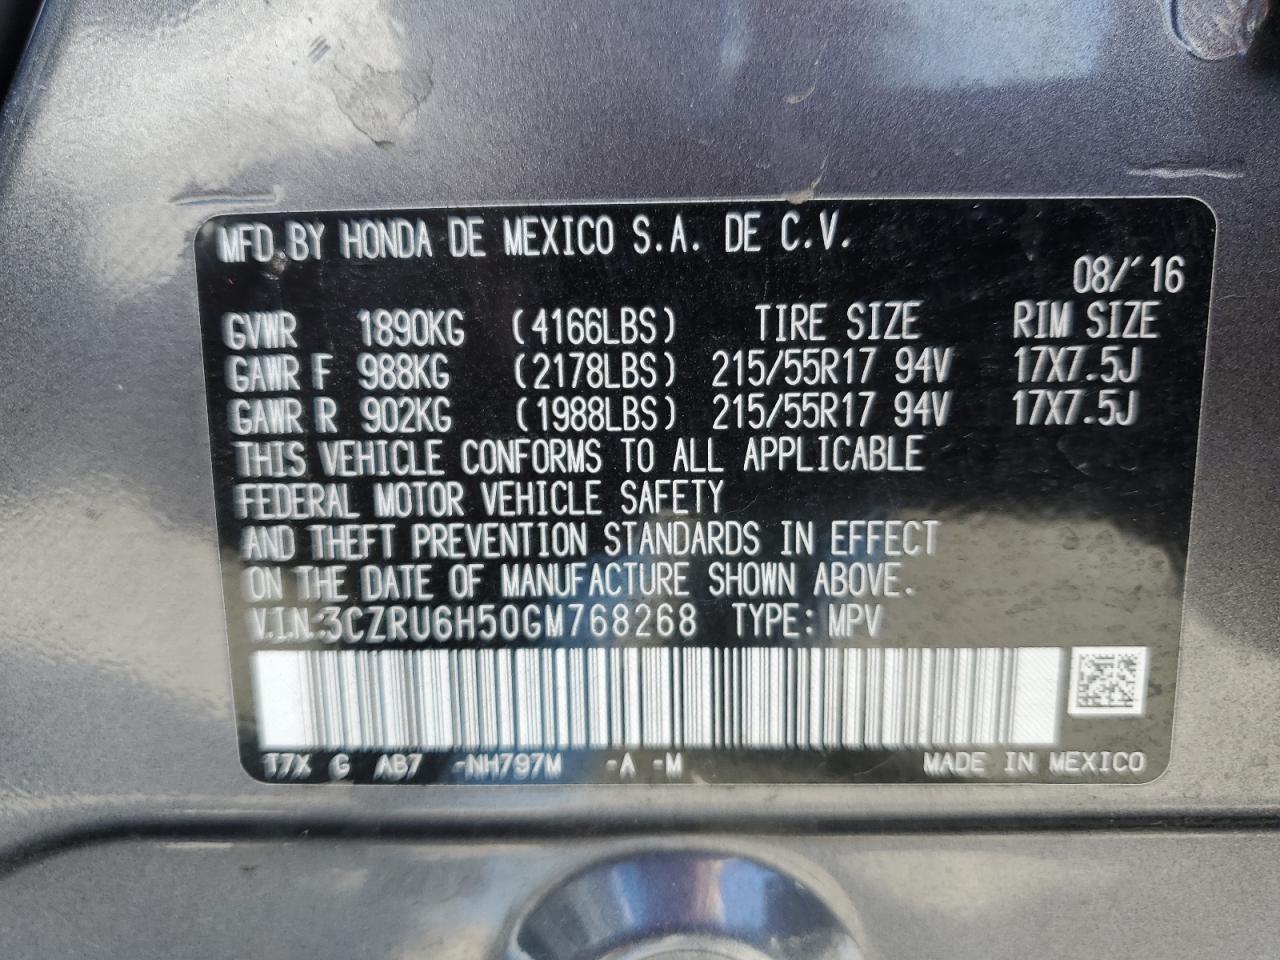 MFD.BY HONDA DE MEXICO S.A. DE C.V.
08/'16
GVWR 1890KG (4166LBS) TIRE SIZE RIM SIZE
GAWR F 988KG (2178LBS) 215/55R17 94V 17X7.5J
GAWR R 902KG (1988LBS) 215/55R17 94V 17X7.5J
THIS VEHICLE CONFORMS TO ALL APPLICABLE
FEDERAL MOTOR VEHICLE SAFETY
AND THEFT PREVENTION STANDARDS IN EFFECT
ON THE DATE OF MANUFACTURE SHOWN ABOVE.
V.I.N.:3CZRU6H50GM768268 TYPE: MPV
T7X G AB7 -NH797M -A -M MADE IN MEXICO